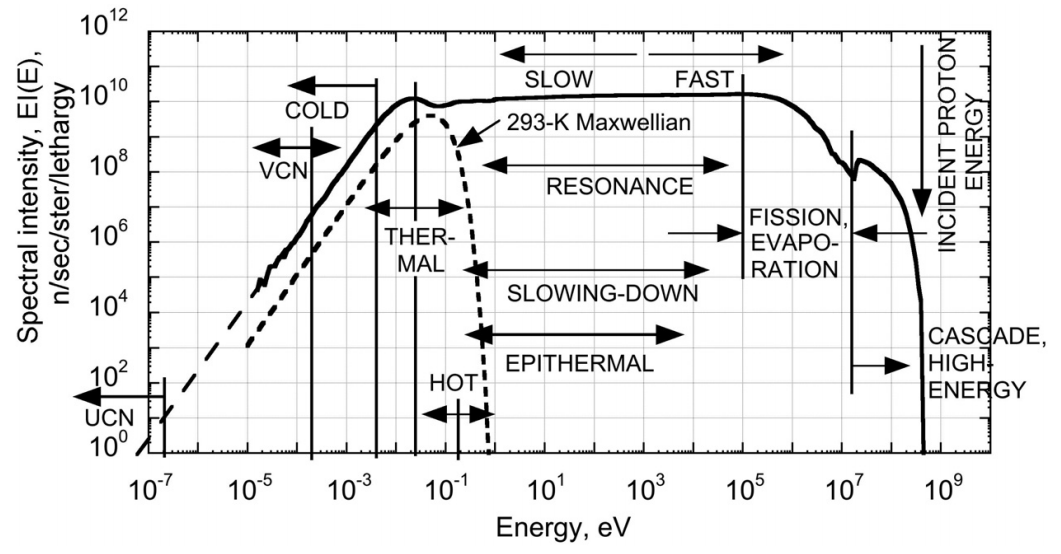 Spectral intensity, EI(E),
n/sec/ster/lethargy
10^12
10^10
10^8
10^6
10^4
10^2
10^0
SLOW
FAST
COLD
VCN
293-K Maxwellian
RESONANCE
INCIDENT PROTON
ENERGY
THER-
MAL
FISSION,
EVAPO-
RATION
SLOWING-DOWN
EPITHERMAL
CASCADE,
HIGH-
ENERGY
HOT
UCN
10^-7
10^-5
10^-3
10^-1
10^1
10^3
10^5
10^7
10^9
Energy, eV